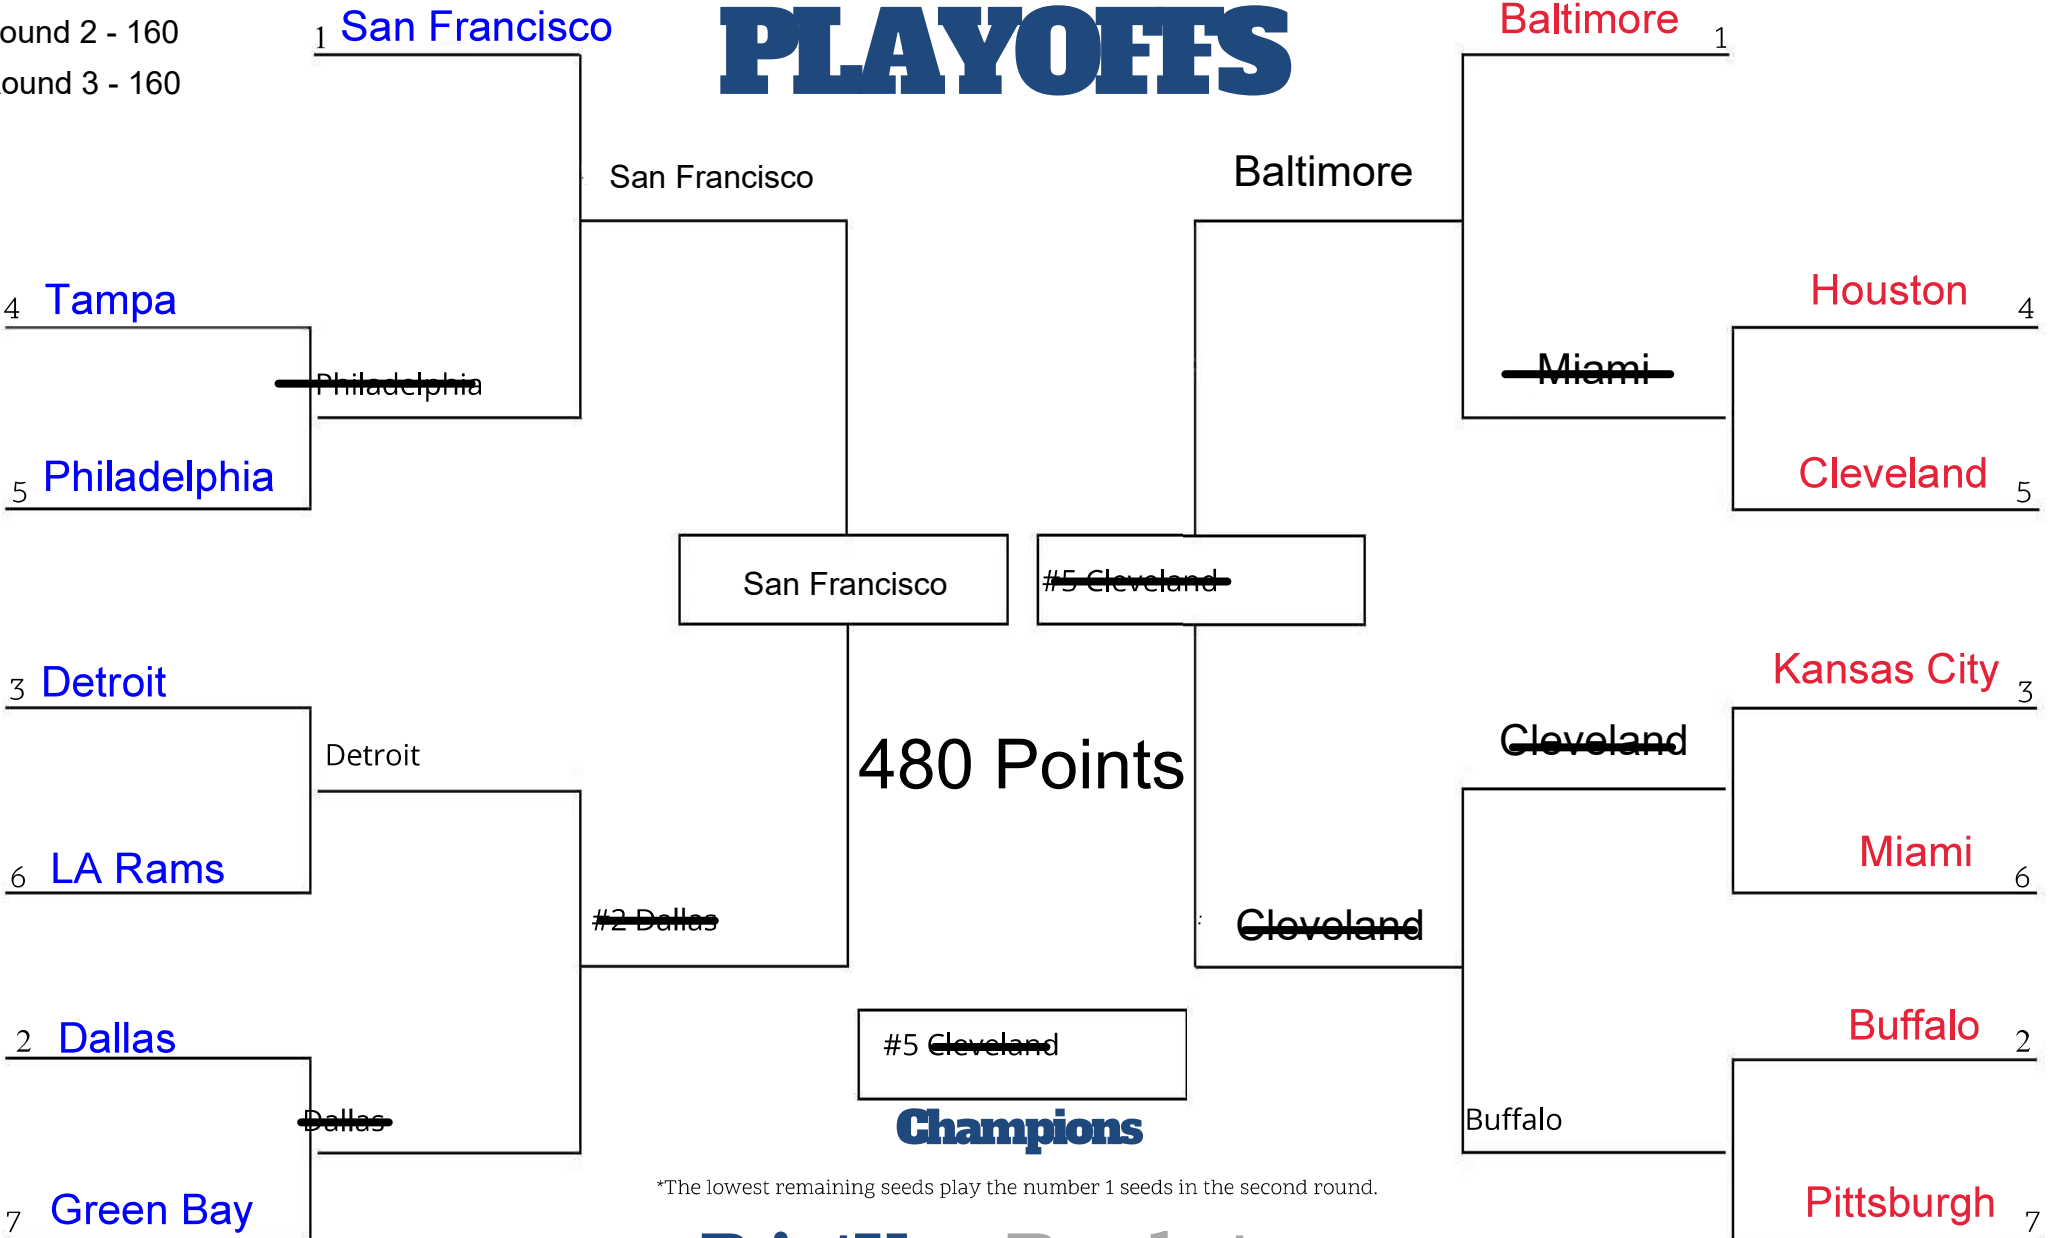 ound 2 - 160
ound 3 - 160
PLAYOFFS
1 San Francisco
Baltimore 1
San Francisco
Baltimore
4 Tampa
Houston 4
Philadelphia
Miami
5 Philadelphia
Cleveland 5
San Francisco
#5 Cleveland
3 Detroit
Kansas City 3
Detroit
Cleveland
480 Points
6 LA Rams
Miami 6
#2 Dallas
Cleveland
2 Dallas
Buffalo 2
#5 Cleveland
Dallas
Champions
Buffalo
*The lowest remaining seeds play the number 1 seeds in the second round.
7 Green Bay
Pittsburgh 7